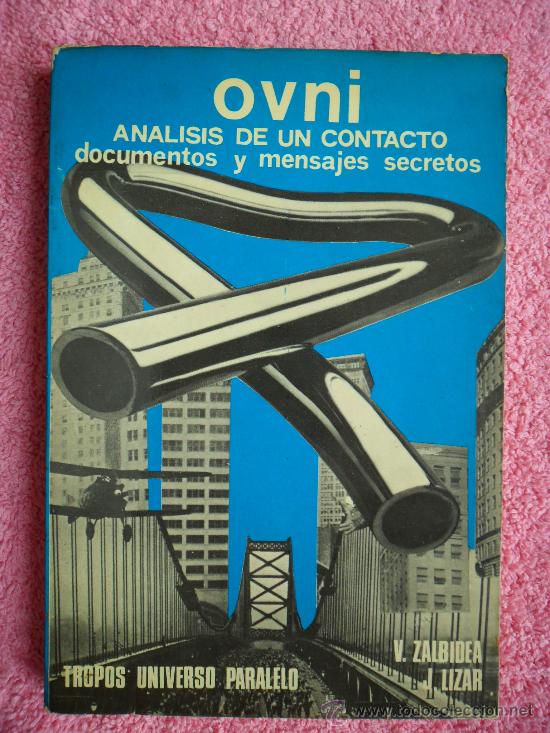 ovni
ANALISIS DE UN CONTACTO
documentos y mensajes secretos
V. ZALBIDEA
J. LIZAR
TROPOS UNIVERSO PARALELO
todocoleccion.net